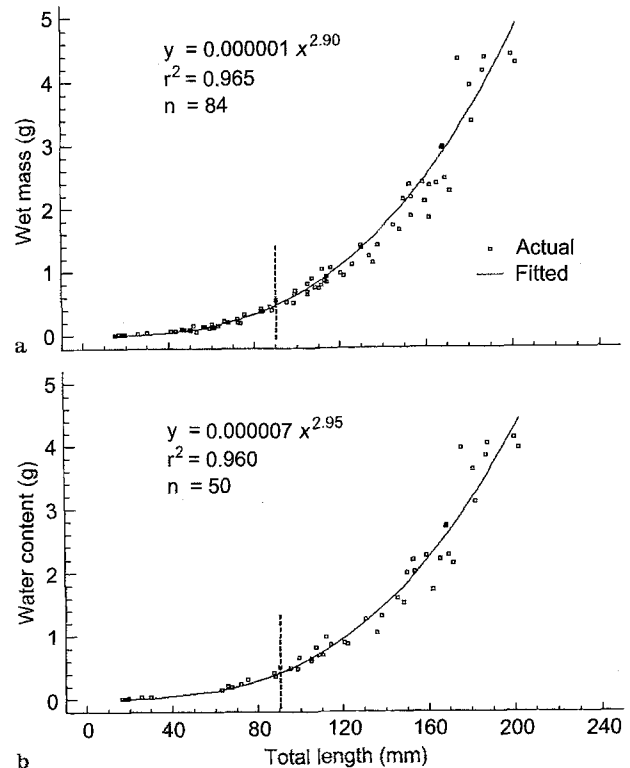 5
y = 0.000001 x^2.90
r^2 = 0.965
4
n = 84
3
Wet mass (g)
2
Actual
Fitted
1
0
a
5
y = 0.000007 x^2.95
r^2 = 0.960
4
n = 50
3
Water content (g)
2
1
0
0 40 80 120 160 200 240
Total length (mm)
b